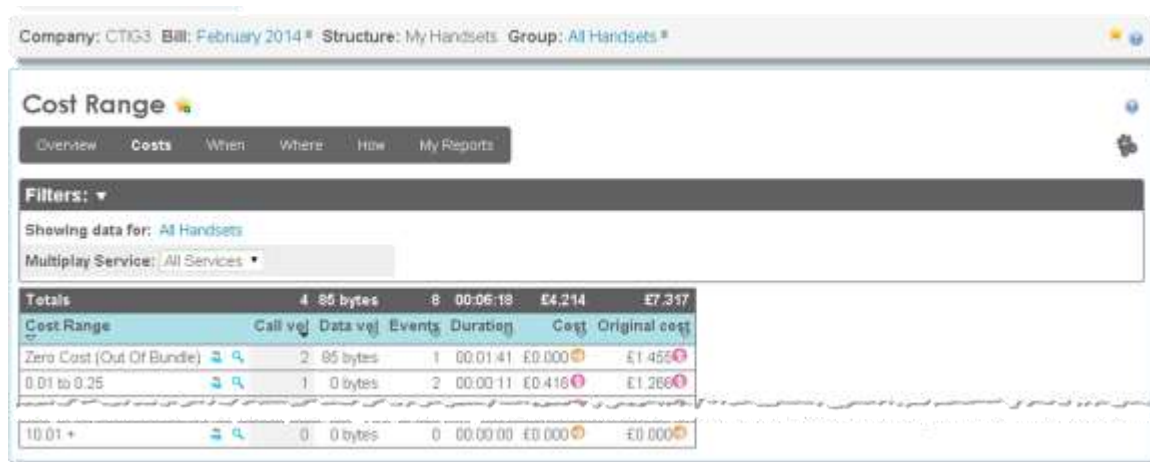 Company: CTIG3 Bill: February 2014 Structure: My Handsets Group: All Handsets
Cost Range
Overview Costs When Where How My Reports
Filters:
Showing data for: All Handsets
Multiplay Service: All Services
Totals 4 85 bytes 8 00:06:18 £4.214 £7.317
Cost Range Call vol Data vol Events Duration Cost Original cost
Zero Cost (Out Of Bundle) 2 85 bytes 1 00:01:41 £0.000 £1.455
0.01 to 0.25 1 0 bytes 2 00:00:11 £0.416 £1.266
10.01 + 0 0 bytes 0 00:00:00 £0.000 £0.000